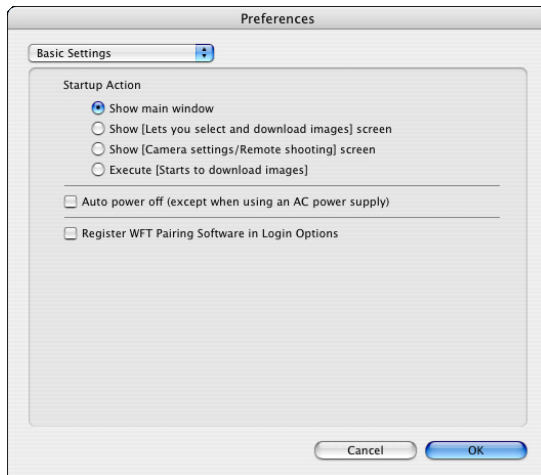 Preferences
Basic Settings
Startup Action
Show main window
Show [Lets you select and download images] screen
Show [Camera settings/Remote shooting] screen
Execute [Starts to download images]
Auto power off (except when using an AC power supply)
Register WFT Pairing Software in Login Options
Cancel
OK